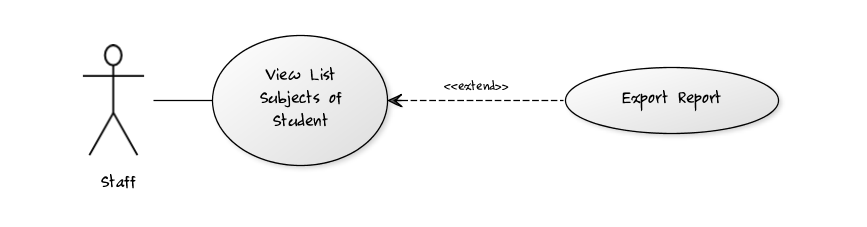 View List
Subjects of
Student
<<extend>>
Export Report
Staff